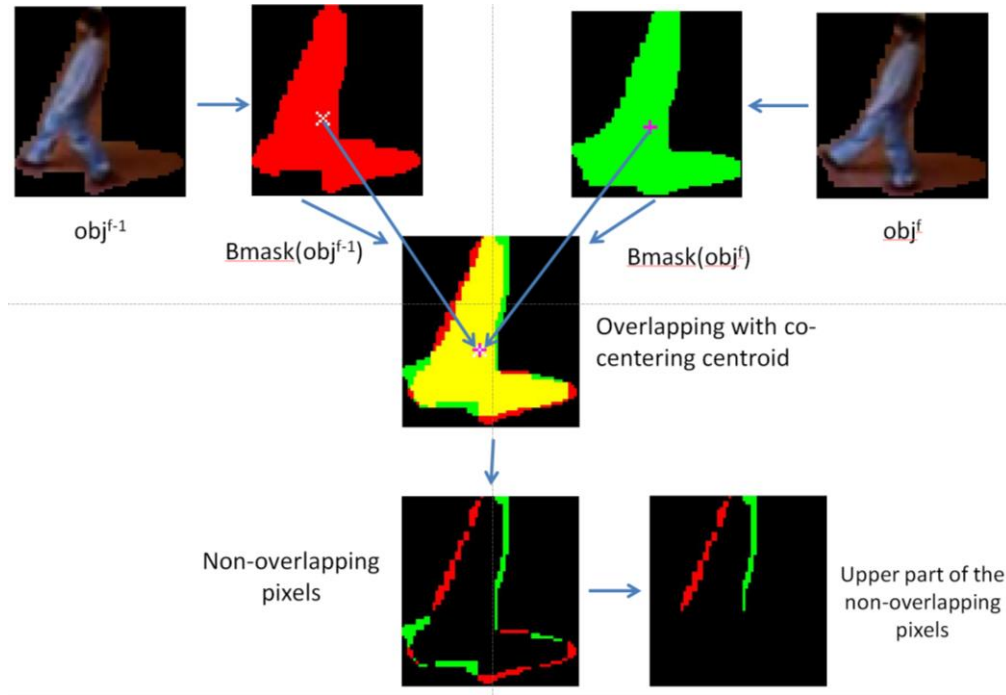 obj^f-1
obj^f
Bmask(obj^f-1)
Bmask(obj^f)
Overlapping with co-
centering centroid
Non-overlapping
pixels
Upper part of the
non-overlapping
pixels